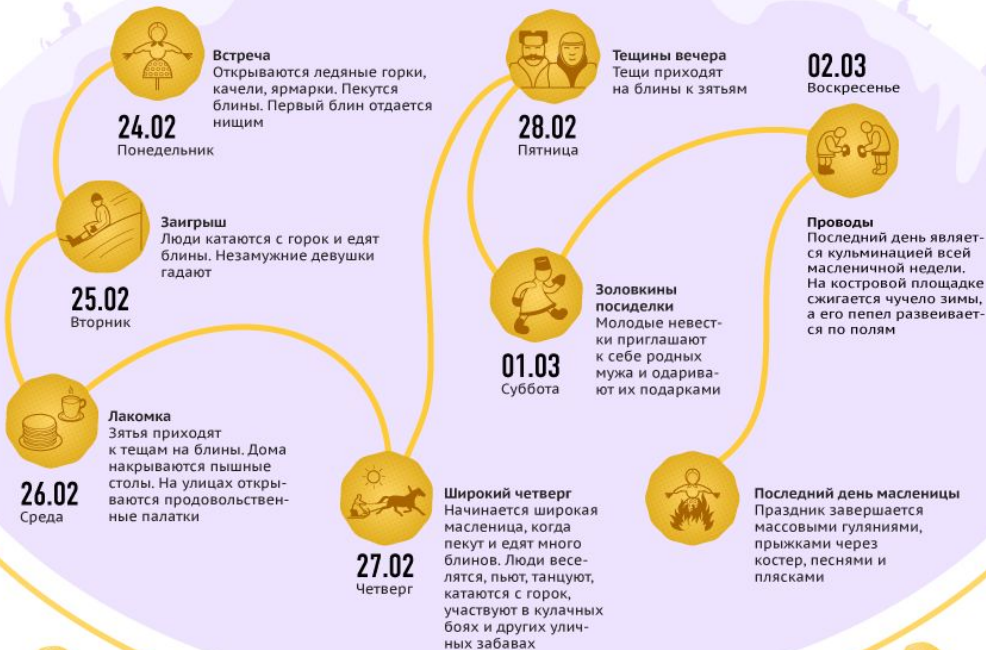 Встреча
Открываются ледяные горки,
качели, ярмарки. Пекутся
блины. Первый блин отдается
нищим
24.02
Понедельник
Заигрыш
Люди катаются с горок и едят
блины. Незамужние девушки
гадают
25.02
Вторник
Лакомка
Зятья приходят
к тещам на блины. Дома
накрываются пышные
столы. На улицах откры-
ваются продовольствен-
ные палатки
26.02
Среда
Широкий четверг
Начинается широкая
масленица, когда
пекут и едят много
блинов. Люди весе-
лятся, пьют, танцуют,
катаются с горок,
участвуют в кулачных
боях и других улич-
ных забавах
27.02
Четверг
Тещины вечера
Тещи приходят
на блины к зятьям
28.02
Пятница
Золовкины
посиделки
Молодые невест-
ки приглашают
к себе родных
мужа и одарива-
ют их подарками
01.03
Суббота
02.03
Воскресенье
Проводы
Последний день являет-
ся кульминацией всей
масленичной недели.
На костровой площадке
сжигается чучело зимы,
а его пепел развеивает-
ся по полям
Последний день масленицы
Праздник завершается
массовыми гуляниями,
прыжками через
костер, песнями и
плясками